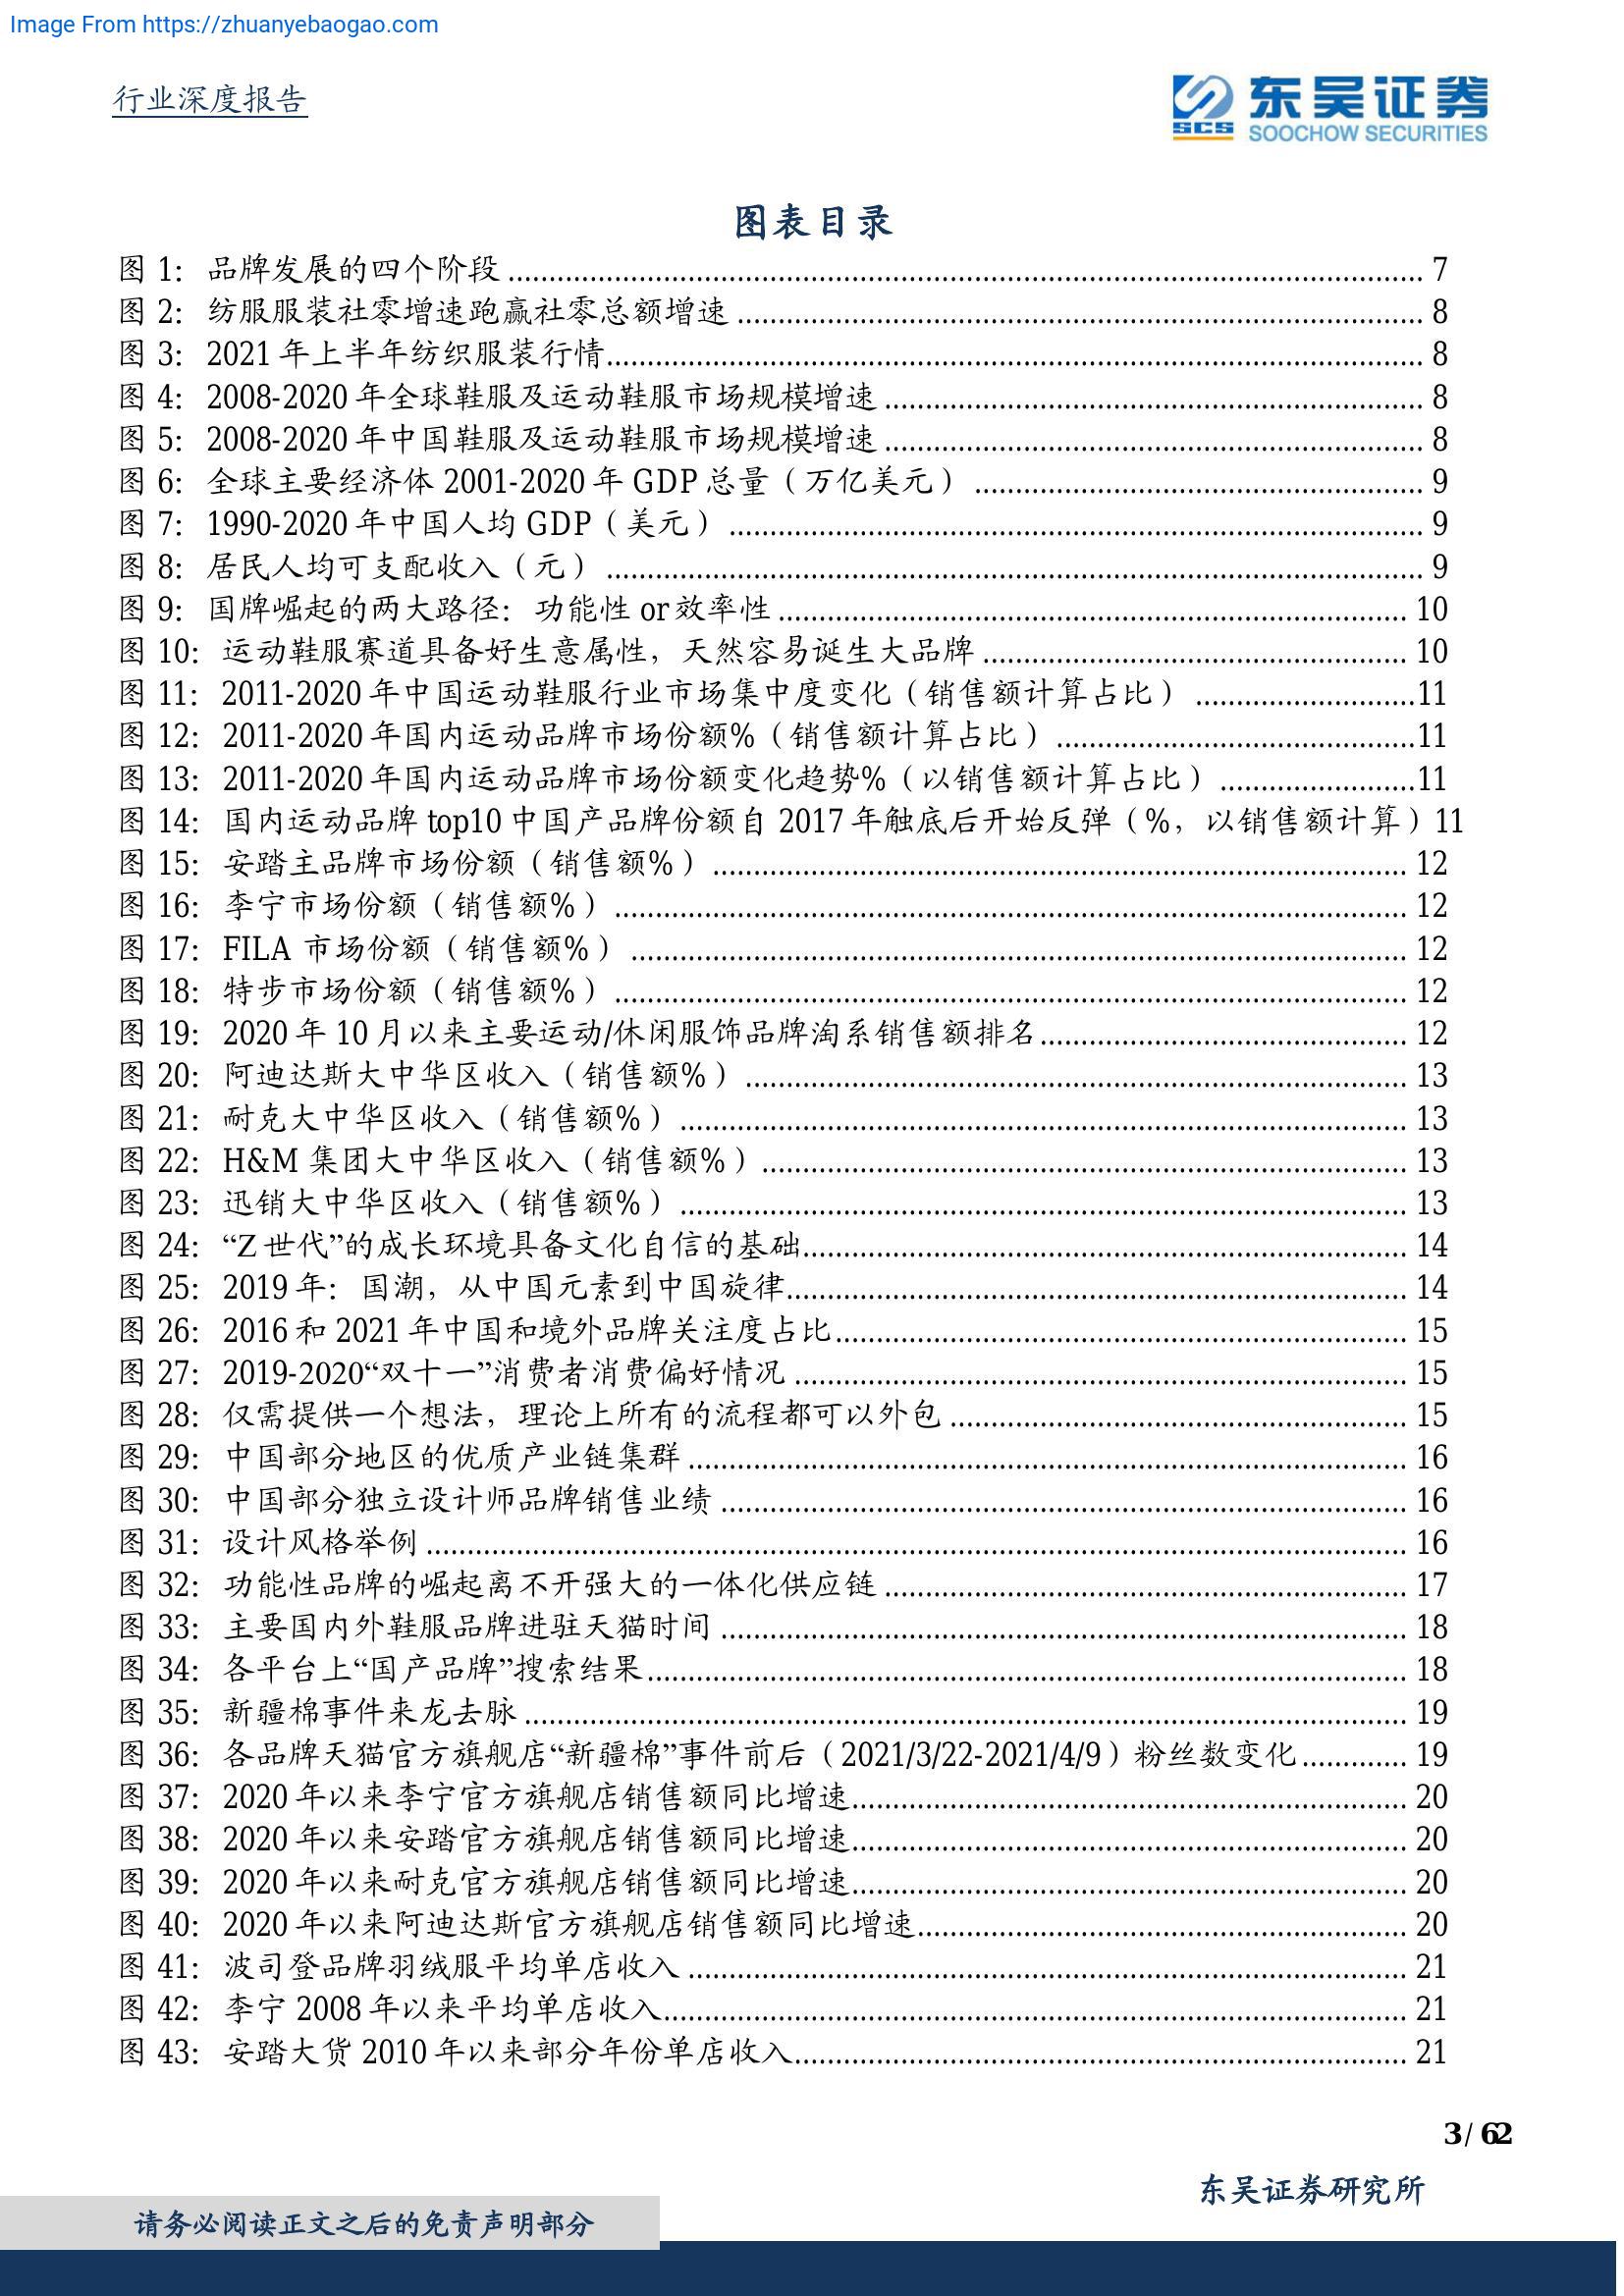 Image From https://zhuanyebaogao.com
行业深度报告
东吴证券
SCS
SOOCHOW SECURITIES
图表目录
图 1: 品牌发展的四个阶段 ........ 7
图 2: 纺服服装社零增速跑赢社零总额增速 ........ 8
图 3: 2021 年上半年纺织服装行情........ 8
图 4: 2008-2020 年全球鞋服及运动鞋服市场规模增速 ........ 8
图 5: 2008-2020 年中国鞋服及运动鞋服市场规模增速 ........ 8
图 6: 全球主要经济体 2001-2020 年 GDP 总量（万亿美元） ........ 9
图 7: 1990-2020 年中国人均 GDP（美元） ........ 9
图 8: 居民人均可支配收入（元） ........ 9
图 9: 国牌崛起的两大路径：功能性 or 效率性 ........ 10
图 10: 运动鞋服赛道具备好生意属性，天然容易诞生大品牌 ........ 10
图 11: 2011-2020 年中国运动鞋服行业市场集中度变化（销售额计算占比） ........11
图 12: 2011-2020 年国内运动品牌市场份额%（销售额计算占比） ........11
图 13: 2011-2020 年国内运动品牌市场份额变化趋势%（以销售额计算占比） ........11
图 14: 国内运动品牌 top10 中国产品牌份额自 2017 年触底后开始反弹（%，以销售额计算）11
图 15: 安踏主品牌市场份额（销售额%） ........ 12
图 16: 李宁市场份额（销售额%） ........ 12
图 17: FILA 市场份额（销售额%） ........ 12
图 18: 特步市场份额（销售额%） ........ 12
图 19: 2020 年 10 月以来主要运动/休闲服饰品牌淘系销售额排名........ 12
图 20: 阿迪达斯大中华区收入（销售额%） ........ 13
图 21: 耐克大中华区收入（销售额%） ........ 13
图 22: H&M 集团大中华区收入（销售额%） ........ 13
图 23: 迅销大中华区收入（销售额%） ........ 13
图 24: “Z 世代”的成长环境具备文化自信的基础........ 14
图 25: 2019 年：国潮，从中国元素到中国旋律........ 14
图 26: 2016 和 2021 年中国和境外品牌关注度占比........ 15
图 27: 2019-2020“双十一”消费者消费偏好情况 ........ 15
图 28: 仅需提供一个想法，理论上所有的流程都可以外包 ........ 15
图 29: 中国部分地区的优质产业链集群 ........ 16
图 30: 中国部分独立设计师品牌销售业绩 ........ 16
图 31: 设计风格举例 ........ 16
图 32: 功能性品牌的崛起离不开强大的一体化供应链 ........ 17
图 33: 主要国内外鞋服品牌进驻天猫时间 ........ 18
图 34: 各平台上“国产品牌”搜索结果........ 18
图 35: 新疆棉事件来龙去脉 ........ 19
图 36: 各品牌天猫官方旗舰店“新疆棉”事件前后（2021/3/22-2021/4/9）粉丝数变化........ 19
图 37: 2020 年以来李宁官方旗舰店销售额同比增速........ 20
图 38: 2020 年以来安踏官方旗舰店销售额同比增速........ 20
图 39: 2020 年以来耐克官方旗舰店销售额同比增速........ 20
图 40: 2020 年以来阿迪达斯官方旗舰店销售额同比增速........ 20
图 41: 波司登品牌羽绒服平均单店收入 ........ 21
图 42: 李宁 2008 年以来平均单店收入........ 21
图 43: 安踏大货 2010 年以来部分年份单店收入........ 21
3 / 62
东吴证券研究所
请务必阅读正文之后的免责声明部分